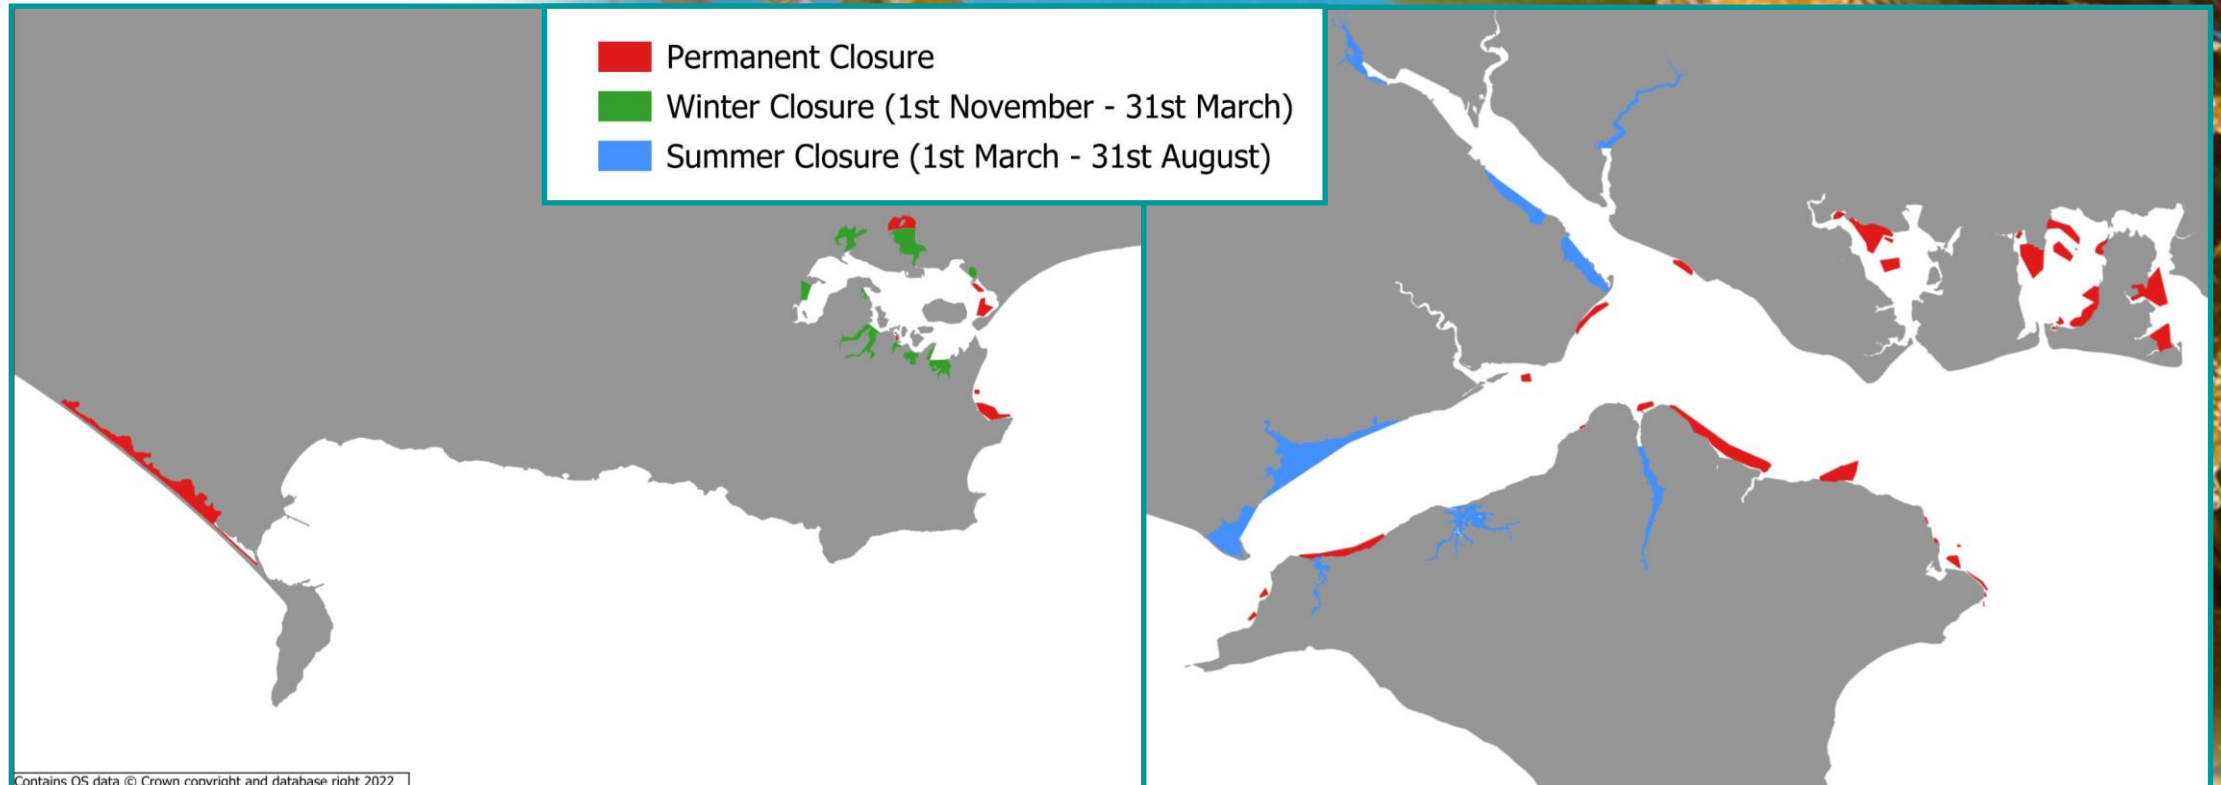 Permanent Closure
Winter Closure (1st November - 31st March)
Summer Closure (1st March - 31st August)
Contains OS data © Crown copyright and database right 2022